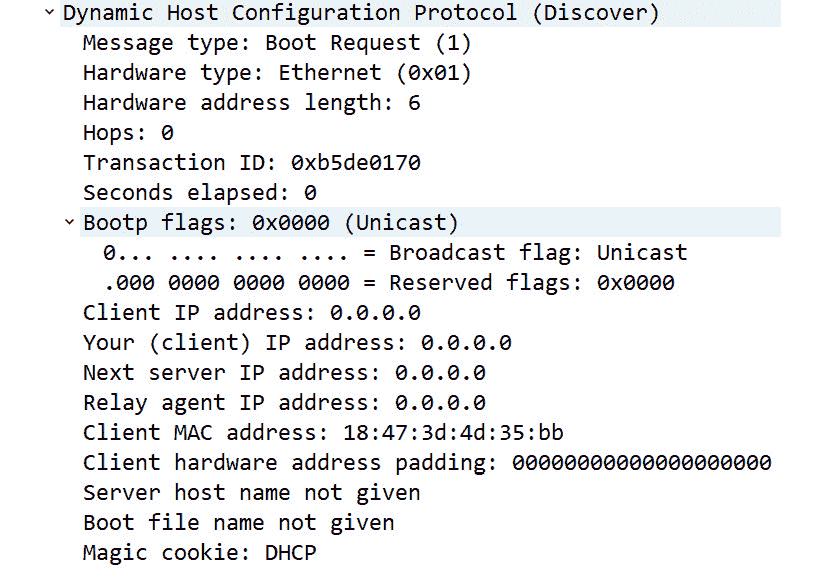 Dynamic Host Configuration Protocol (Discover)
Message type: Boot Request (1)
Hardware type: Ethernet (0x01)
Hardware address length: 6
Hops: 0
Transaction ID: 0xb5de0170
Seconds elapsed: 0
Bootp flags: 0x0000 (Unicast)
0... .... .... .... = Broadcast flag: Unicast
.000 0000 0000 0000 = Reserved flags: 0x0000
Client IP address: 0.0.0.0
Your (client) IP address: 0.0.0.0
Next server IP address: 0.0.0.0
Relay agent IP address: 0.0.0.0
Client MAC address: 18:47:3d:4d:35:bb
Client hardware address padding: 00000000000000000000
Server host name not given
Boot file name not given
Magic cookie: DHCP